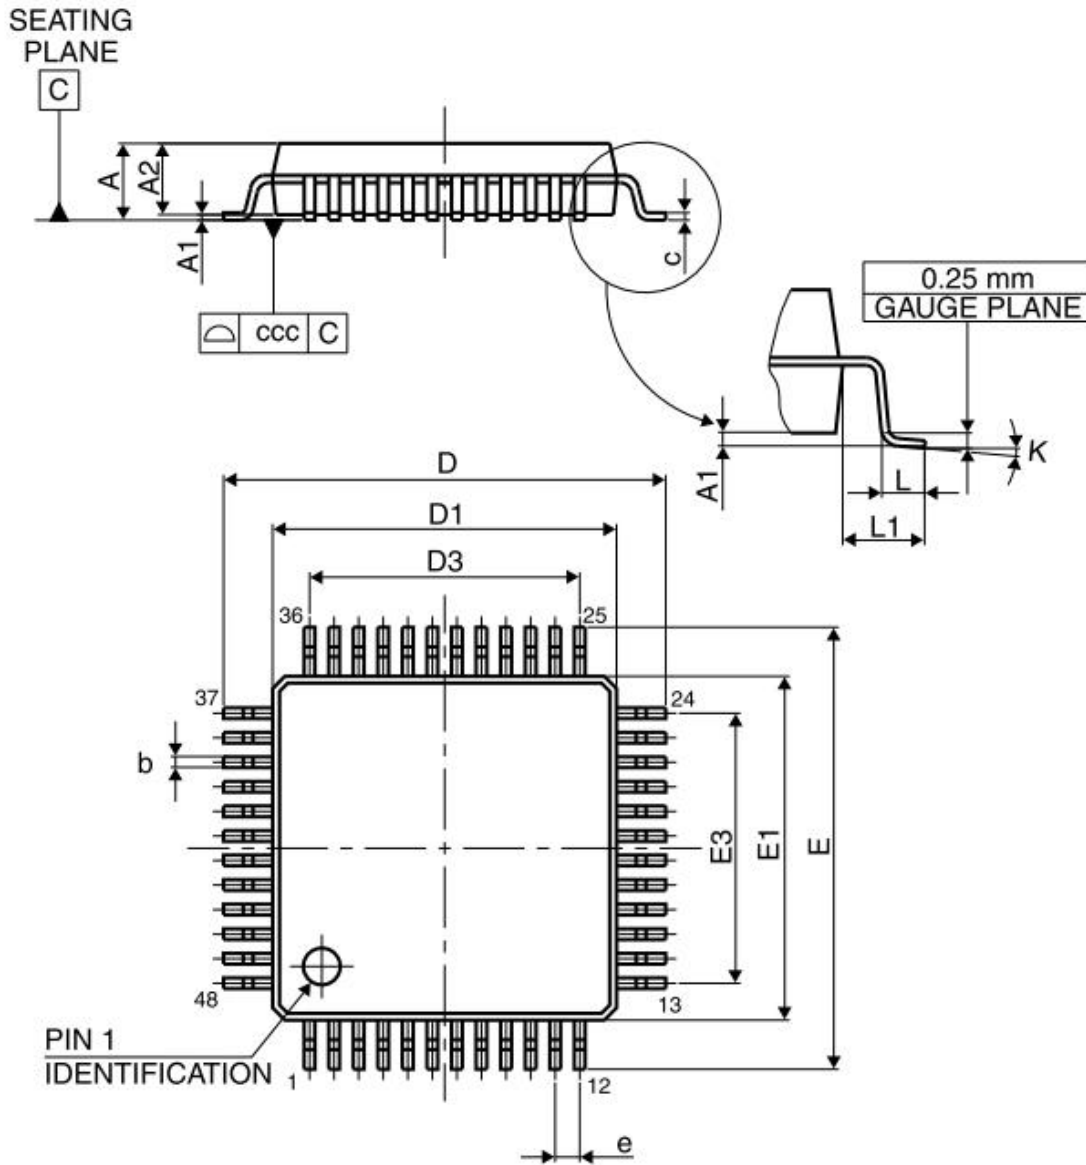 SEATING
PLANE
C
A
A2
A1
c
ccc C
0.25 mm
GAUGE PLANE
A1
K
L
L1
D
D1
D3
36
25
37
24
b
E3
E1
E
48
13
PIN 1
IDENTIFICATION
1
12
e